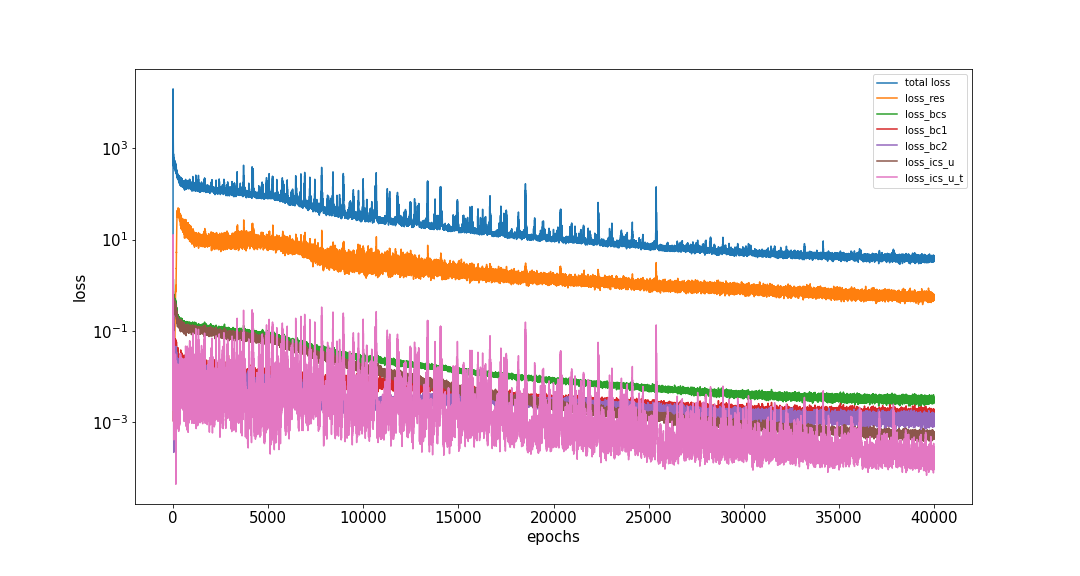 total loss
loss_res
loss_bcs
loss_bc1
loss_bc2
loss_ics_u
loss_ics_u_t
10³
10¹
10⁻¹
10⁻³
loss
0 5000 10000 15000 20000 25000 30000 35000 40000
epochs